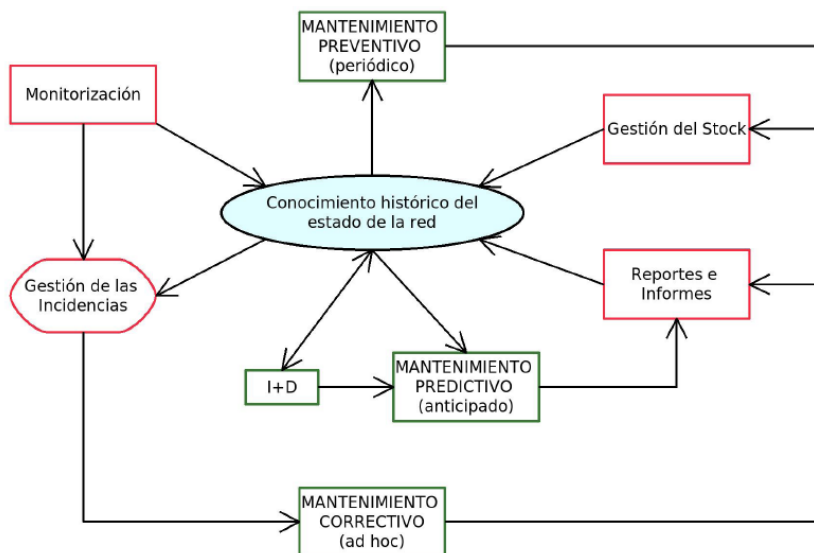 MANTENIMIENTO
PREVENTIVO
(periódico)
Monitorización
Gestión del Stock
Conocimiento histórico del
estado de la red
Gestión de las
Incidencias
Reportes e
Informes
I+D
MANTENIMIENTO
PREDICTIVO
(anticipado)
MANTENIMIENTO
CORRECTIVO
(ad hoc)